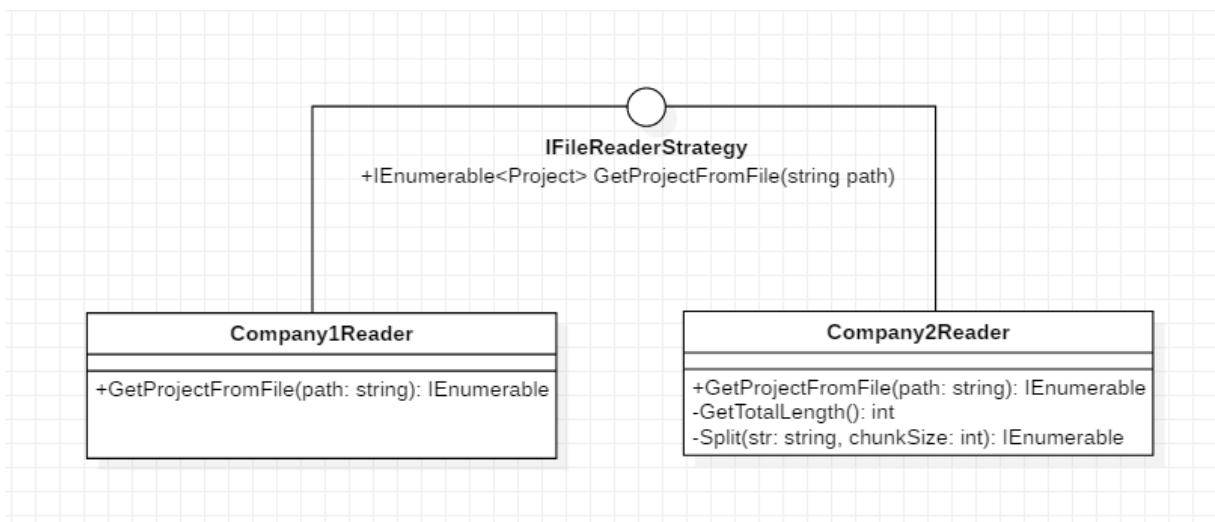 IFileReaderStrategy
+IEnumerable<Project> GetProjectFromFile(string path)
Company1Reader
+GetProjectFromFile(path: string): IEnumerable
Company2Reader
+GetProjectFromFile(path: string): IEnumerable
-GetTotalLength(): int
-Split(str: string, chunkSize: int): IEnumerable